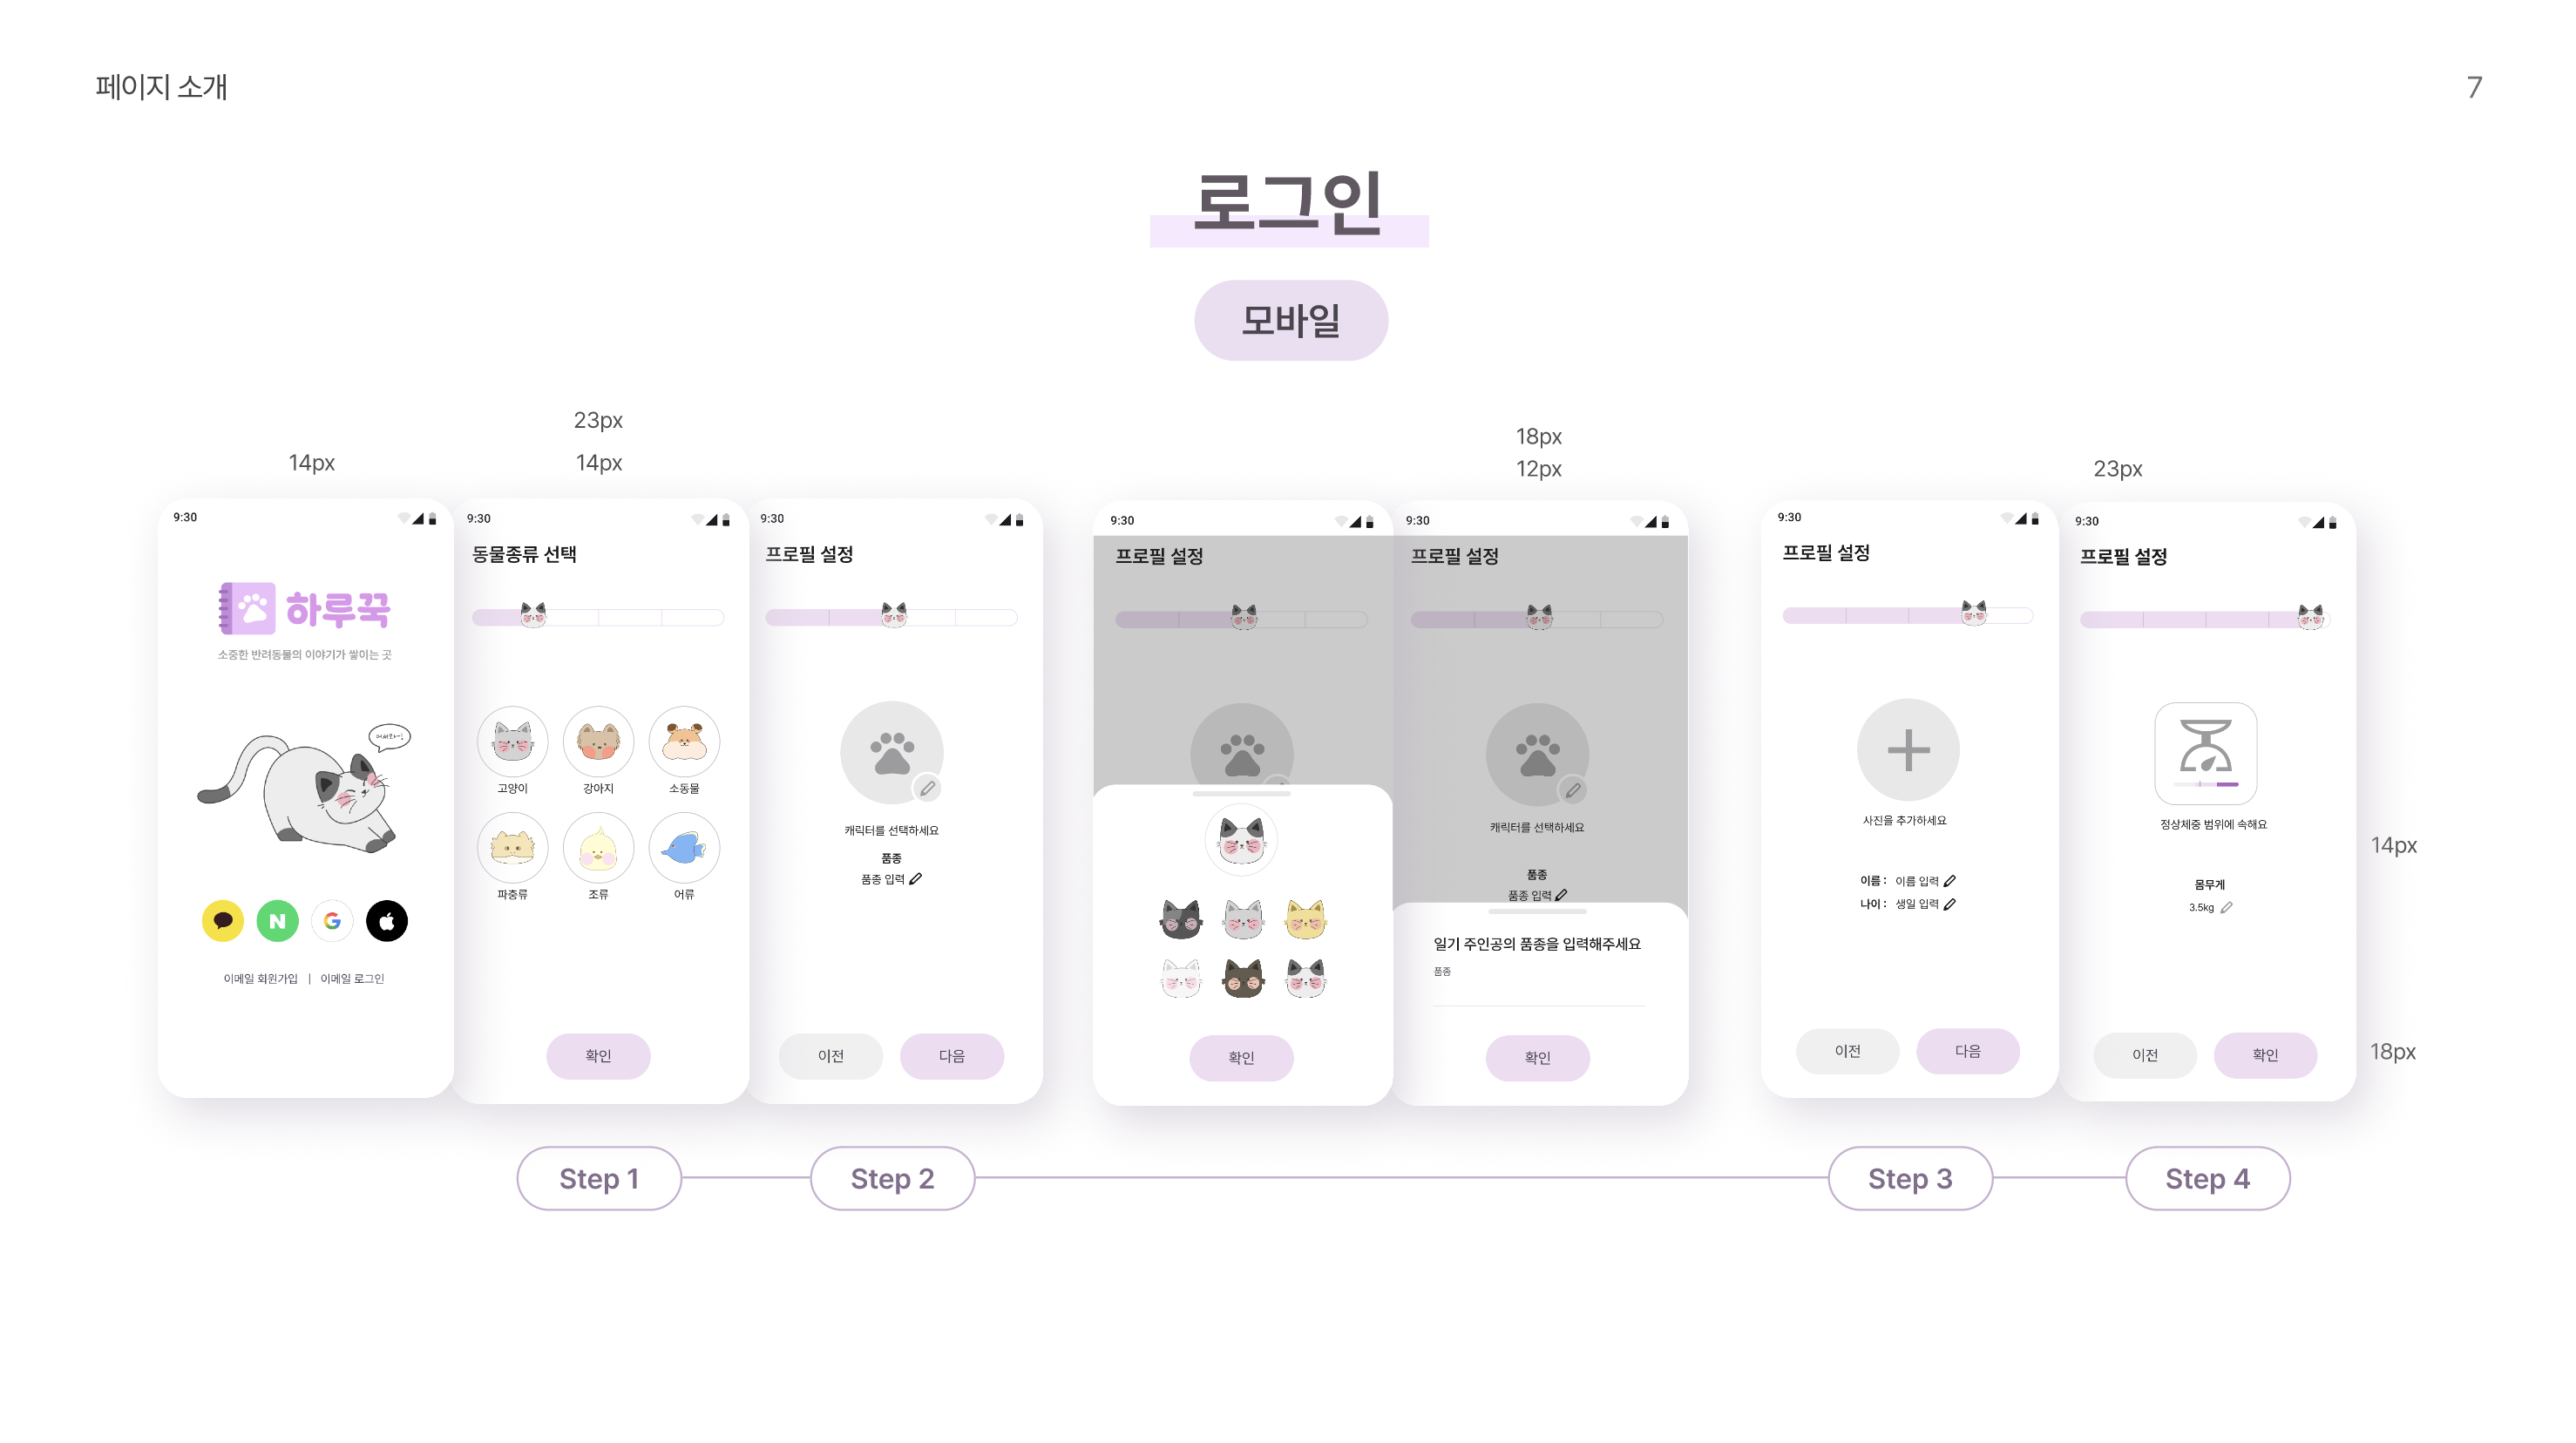 페이지 소개
7
로그인
모바일
14px
23px
14px
18px
12px
23px
9:30
하루꾹
소중한 반려동물의 이야기가 쌓이는 곳
이메일 회원가입 | 이메일 로그인
9:30
동물종류 선택
고양이 강아지 소동물
파충류 조류 어류
확인
9:30
프로필 설정
캐릭터를 선택하세요
품종
품종 입력
이전 다음
9:30
프로필 설정
확인
9:30
프로필 설정
캐릭터를 선택하세요
품종
품종 입력
일기 주인공의 품종을 입력해주세요
품종
확인
9:30
프로필 설정
사진을 추가하세요
이름 : 이름 입력
나이 : 생일 입력
이전 다음
9:30
프로필 설정
정상체중 범위에 속해요
몸무게
3.5kg
이전 확인
14px
18px
Step 1
Step 2
Step 3
Step 4